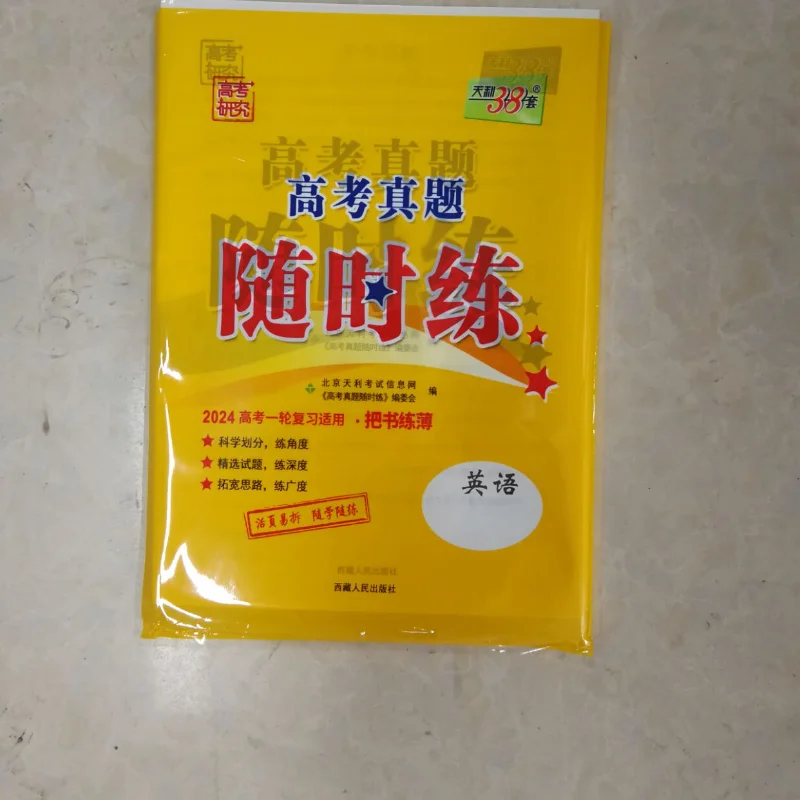 高考
研究
天利38套®
高考真题
随时练
北京天利考试信息网
《高考真题随时练》编委会
编
2024 高考一轮复习适用·把书练薄
科学划分，练角度
精选试题，练深度
拓宽思路，练广度
英语
活页易拆 随学随练
西藏人民出版社